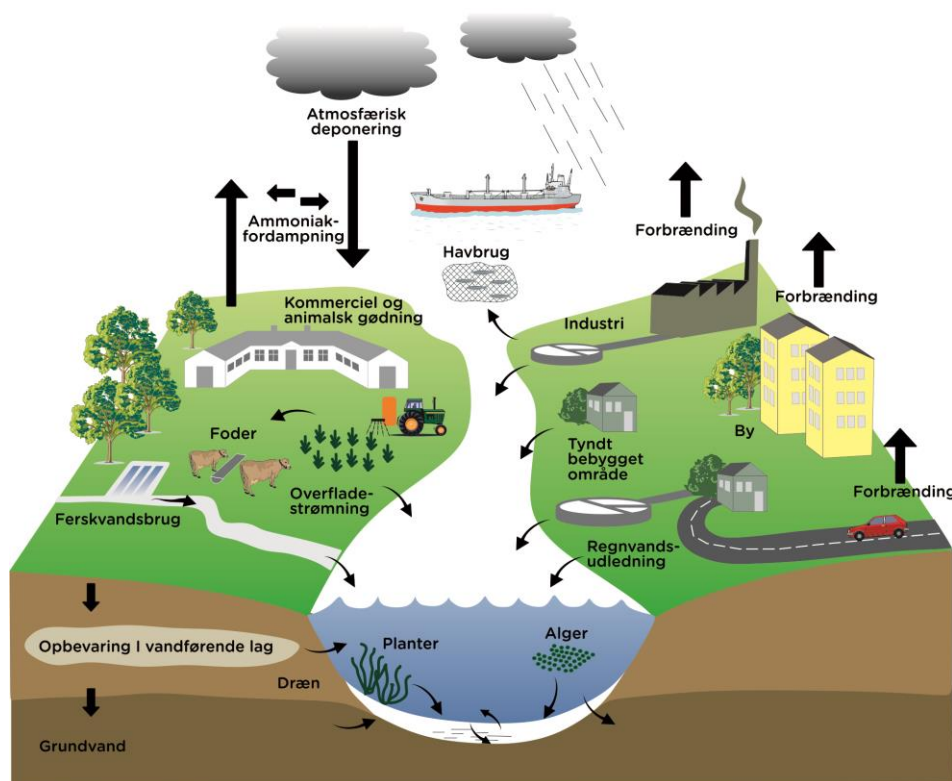 Atmosfærisk
deponering
Ammoniak-
fordampning
Forbrænding
Havbrug
Forbrænding
Kommerciel og
animalsk gødning
Industri
Foder
By
Tyndt
bebygget
område
Overflade-
strømning
Forbrænding
Ferskvandsbrug
Regnvands-
udledning
Opbevaring I vandførende lag
Planter
Alger
Dræn
Grundvand